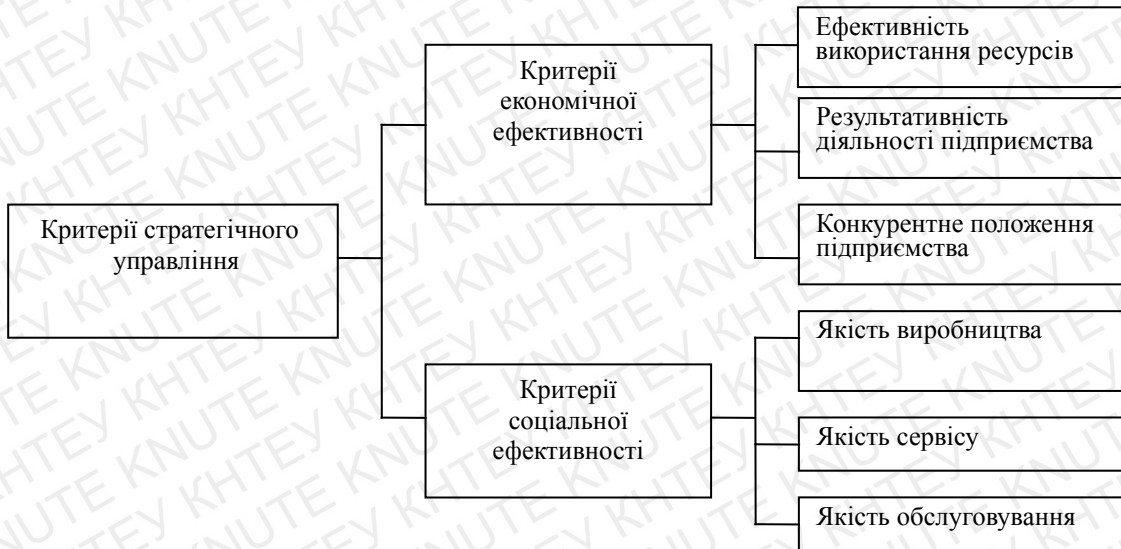 Критерії стратегічного
управління
Критерії
економічної
ефективності
Ефективність
використання ресурсів
Результативність
діяльності підприємства
Конкурентне положення
підприємства
Критерії
соціальної
ефективності
Якість виробництва
Якість сервісу
Якість обслуговування